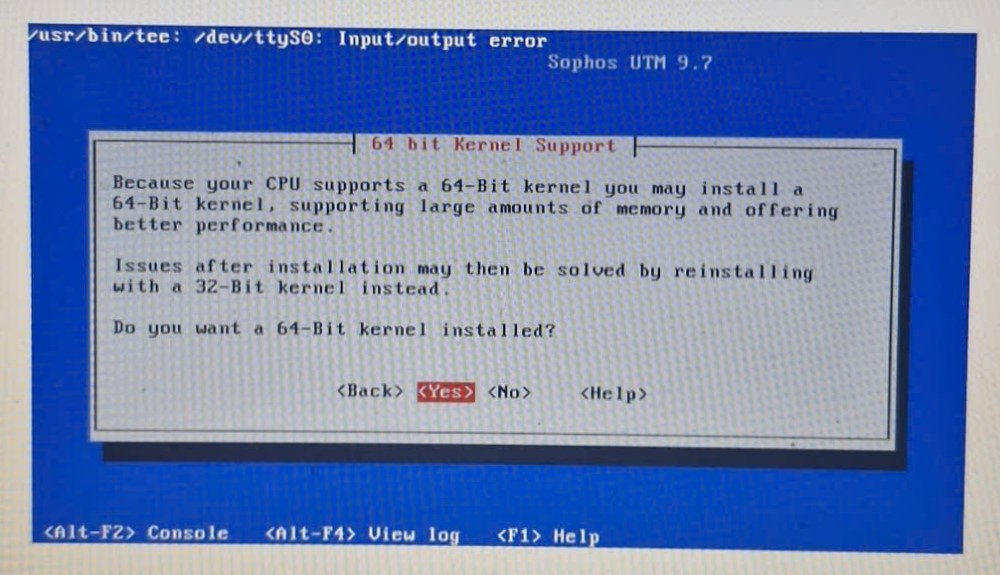 /usr/bin/tee: /dev/ttyS0: Input/output error
Sophos UTM 9.7
64 bit Kernel Support
Because your CPU supports a 64-Bit kernel you may install a
64-Bit kernel, supporting large amounts of memory and offering
better performance.
Issues after installation may then be solved by reinstalling
with a 32-Bit kernel instead.
Do you want a 64-Bit kernel installed?
<Back> <Yes> <No> <Help>
<Alt-F2> Console <Alt-F4> View log <F1> Help